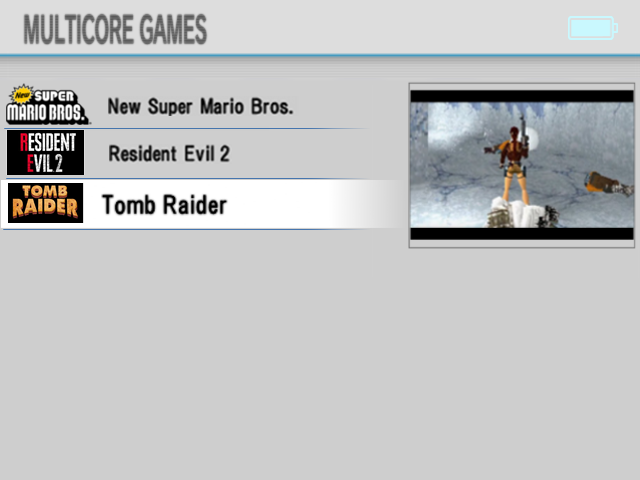 MULTICORE GAMES
New SUPER MARIO BROS.
New Super Mario Bros.
RESIDENT EVIL 2
Resident Evil 2
TOMB RAIDER
Tomb Raider